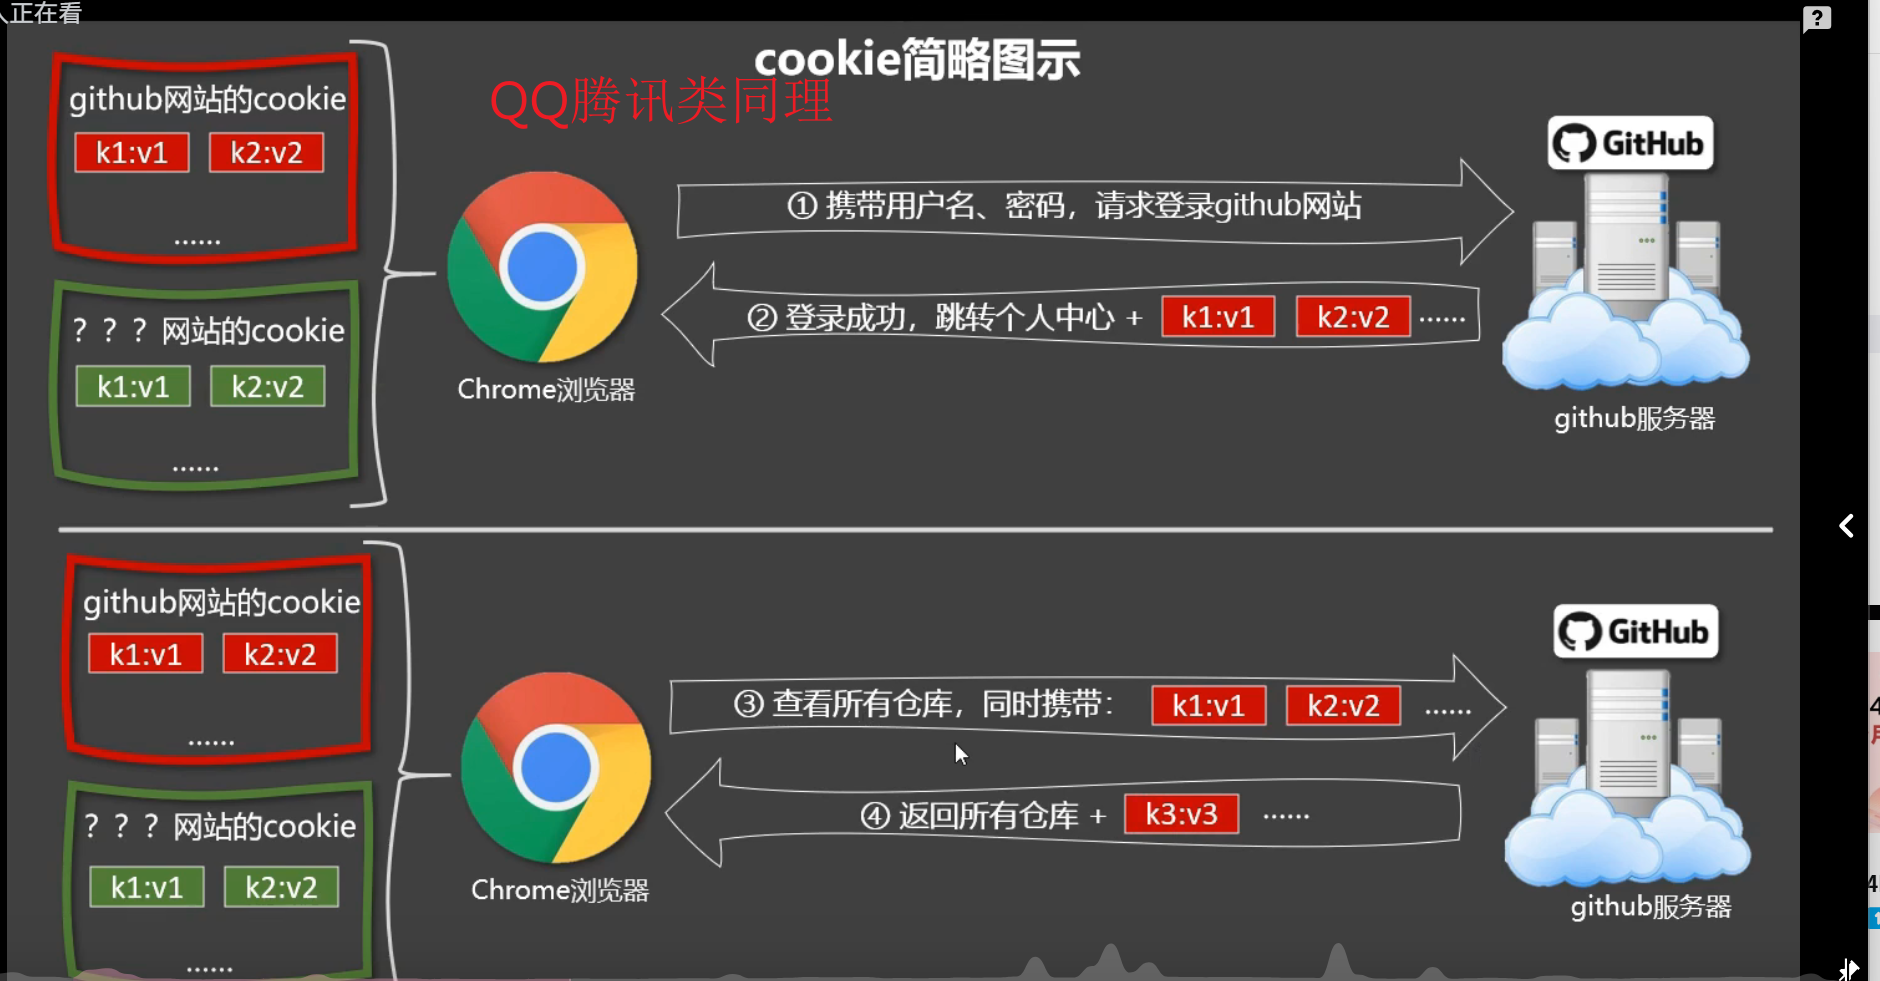 人正在看
cookie简略图示
QQ腾讯类同理
github网站的cookie
k1:v1 k2:v2
......
？？？网站的cookie
k1:v1 k2:v2
......
Chrome浏览器
① 携带用户名、密码，请求登录github网站
② 登录成功，跳转个人中心 + k1:v1 k2:v2 ......
GitHub
github服务器
github网站的cookie
k1:v1 k2:v2
......
？？？网站的cookie
k1:v1 k2:v2
......
Chrome浏览器
③ 查看所有仓库，同时携带： k1:v1 k2:v2 ......
④ 返回所有仓库 + k3:v3 ......
GitHub
github服务器